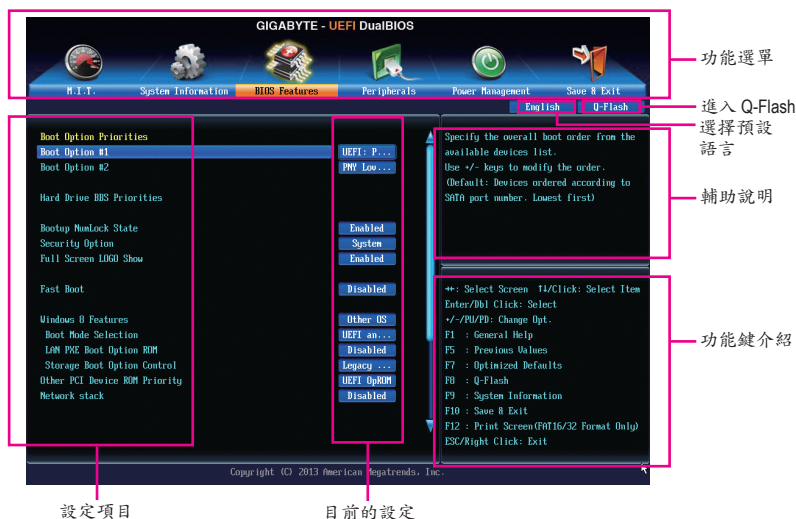 GIGABYTE - UEFI DualBIOS
M.I.T. System Information BIOS Features Peripherals Power Management Save & Exit
功能選單
English Q-Flash
進入 Q-Flash
選擇預設
語言
Boot Option Priorities
Boot Option #1 UEFI: P...
Boot Option #2 PNY Lov...
Hard Drive BBS Priorities
Bootup NumLock State Enabled
Security Option System
Full Screen LOGO Show Enabled
Fast Boot Disabled
Windows 8 Features Other OS
Boot Mode Selection UEFI an...
LAN PXE Boot Option ROM Disabled
Storage Boot Option Control Legacy ...
Other PCI Device ROM Priority UEFI OpROM
Network stack Disabled
Specify the overall boot order from the
available devices list.
Use +/- keys to modify the order.
(Default: Devices ordered according to
SATA port number. Lowest first)
輔助說明
→←: Select Screen ↑↓/Click: Select Item
Enter/Dbl Click: Select
+/-/PU/PD: Change Opt.
F1 : General Help
F5 : Previous Values
F7 : Optimized Defaults
F8 : Q-Flash
F9 : System Information
F10 : Save & Exit
F12 : Print Screen(FAT16/32 Format Only)
ESC/Right Click: Exit
功能鍵介紹
Copyright (C) 2013 American Megatrends, Inc.
設定項目
目前的設定